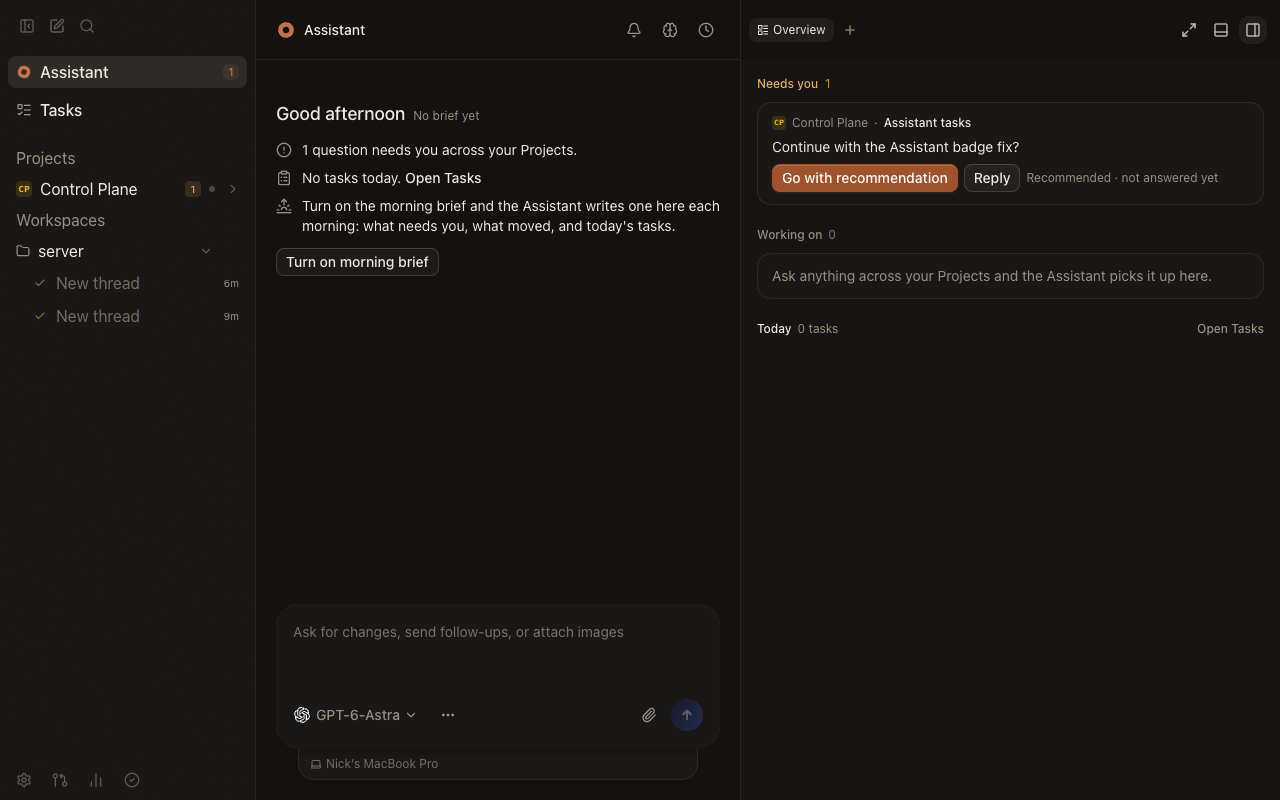 Assistant 1
Tasks
Projects
CP Control Plane 1
Workspaces
server
New thread 6m
New thread 9m
Assistant
Good afternoon No brief yet
1 question needs you across your Projects.
No tasks today. Open Tasks
Turn on the morning brief and the Assistant writes one here each
morning: what needs you, what moved, and today's tasks.
Turn on morning brief
Ask for changes, send follow-ups, or attach images
GPT-6-Astra
Nick's MacBook Pro
Overview
Needs you 1
CP Control Plane · Assistant tasks
Continue with the Assistant badge fix?
Go with recommendation Reply Recommended · not answered yet
Working on 0
Ask anything across your Projects and the Assistant picks it up here.
Today 0 tasks Open Tasks